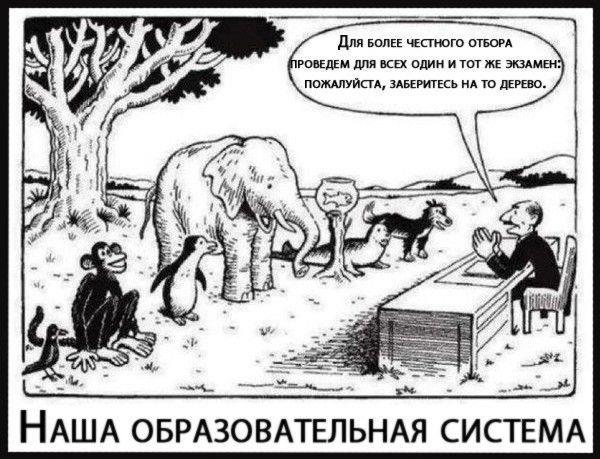 Для более честного отбора
проведем для всех один и тот же экзамен:
пожалуйста, заберитесь на то дерево.
Наша образовательная система